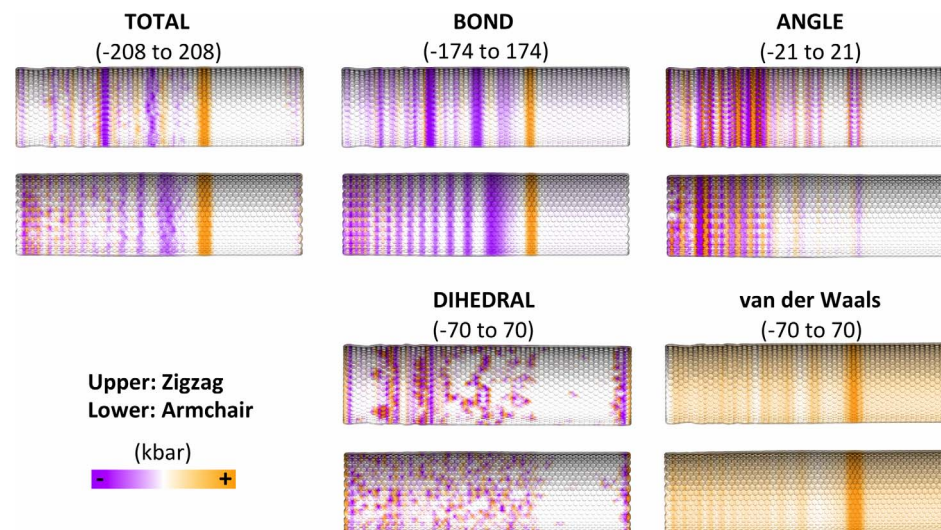 TOTAL
(-208 to 208)
BOND
(-174 to 174)
ANGLE
(-21 to 21)
DIHEDRAL
(-70 to 70)
van der Waals
(-70 to 70)
Upper: Zigzag
Lower: Armchair
(kbar)
- +